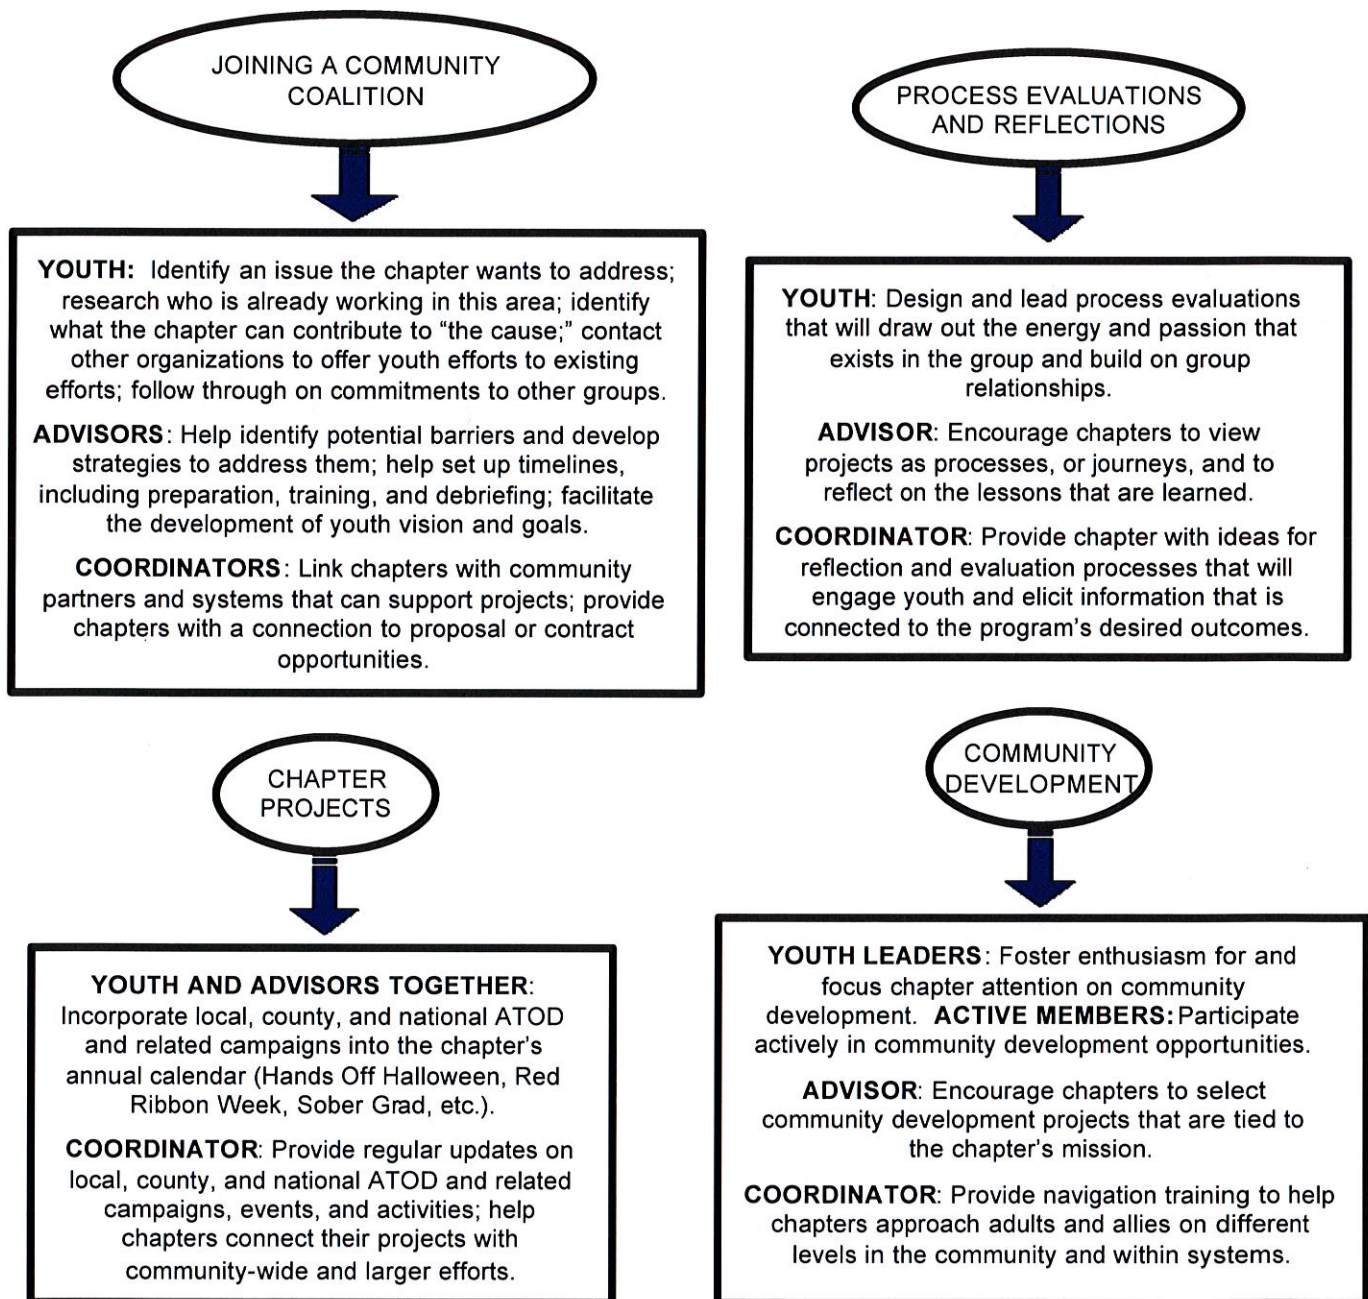 JOINING A COMMUNITY
COALITION
YOUTH: Identify an issue the chapter wants to address;
research who is already working in this area; identify
what the chapter can contribute to “the cause;” contact
other organizations to offer youth efforts to existing
efforts; follow through on commitments to other groups.
ADVISORS: Help identify potential barriers and develop
strategies to address them; help set up timelines,
including preparation, training, and debriefing; facilitate
the development of youth vision and goals.
COORDINATORS: Link chapters with community
partners and systems that can support projects; provide
chapters with a connection to proposal or contract
opportunities.
PROCESS EVALUATIONS
AND REFLECTIONS
YOUTH: Design and lead process evaluations
that will draw out the energy and passion that
exists in the group and build on group
relationships.
ADVISOR: Encourage chapters to view
projects as processes, or journeys, and to
reflect on the lessons that are learned.
COORDINATOR: Provide chapter with ideas for
reflection and evaluation processes that will
engage youth and elicit information that is
connected to the program’s desired outcomes.
CHAPTER
PROJECTS
YOUTH AND ADVISORS TOGETHER:
Incorporate local, county, and national ATOD
and related campaigns into the chapter’s
annual calendar (Hands Off Halloween, Red
Ribbon Week, Sober Grad, etc.).
COORDINATOR: Provide regular updates on
local, county, and national ATOD and related
campaigns, events, and activities; help
chapters connect their projects with
community-wide and larger efforts.
COMMUNITY
DEVELOPMENT
YOUTH LEADERS: Foster enthusiasm for and
focus chapter attention on community
development. ACTIVE MEMBERS: Participate
actively in community development opportunities.
ADVISOR: Encourage chapters to select
community development projects that are tied to
the chapter’s mission.
COORDINATOR: Provide navigation training to help
chapters approach adults and allies on different
levels in the community and within systems.